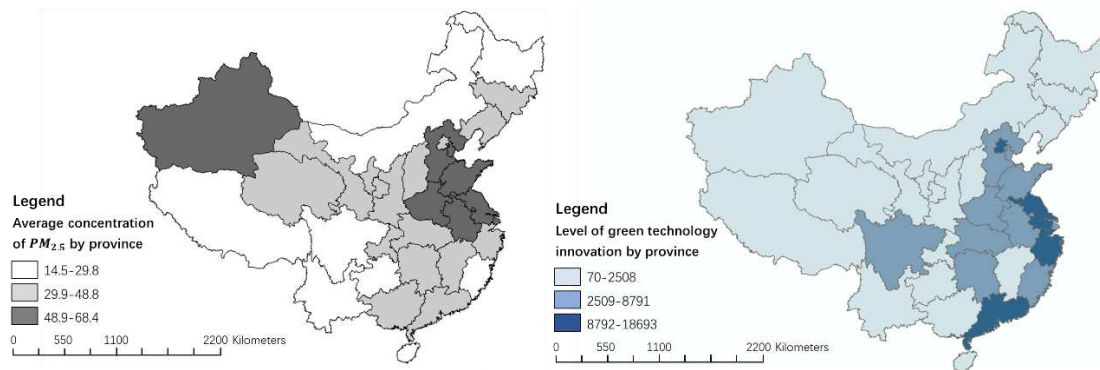 Legend
Average concentration
of PM2.5 by province
14.5-29.8
29.9-48.8
48.9-68.4
0 550 1100 2200 Kilometers
Legend
Level of green technology
innovation by province
70-2508
2509-8791
8792-18693
0 550 1100 2200 Kilometers